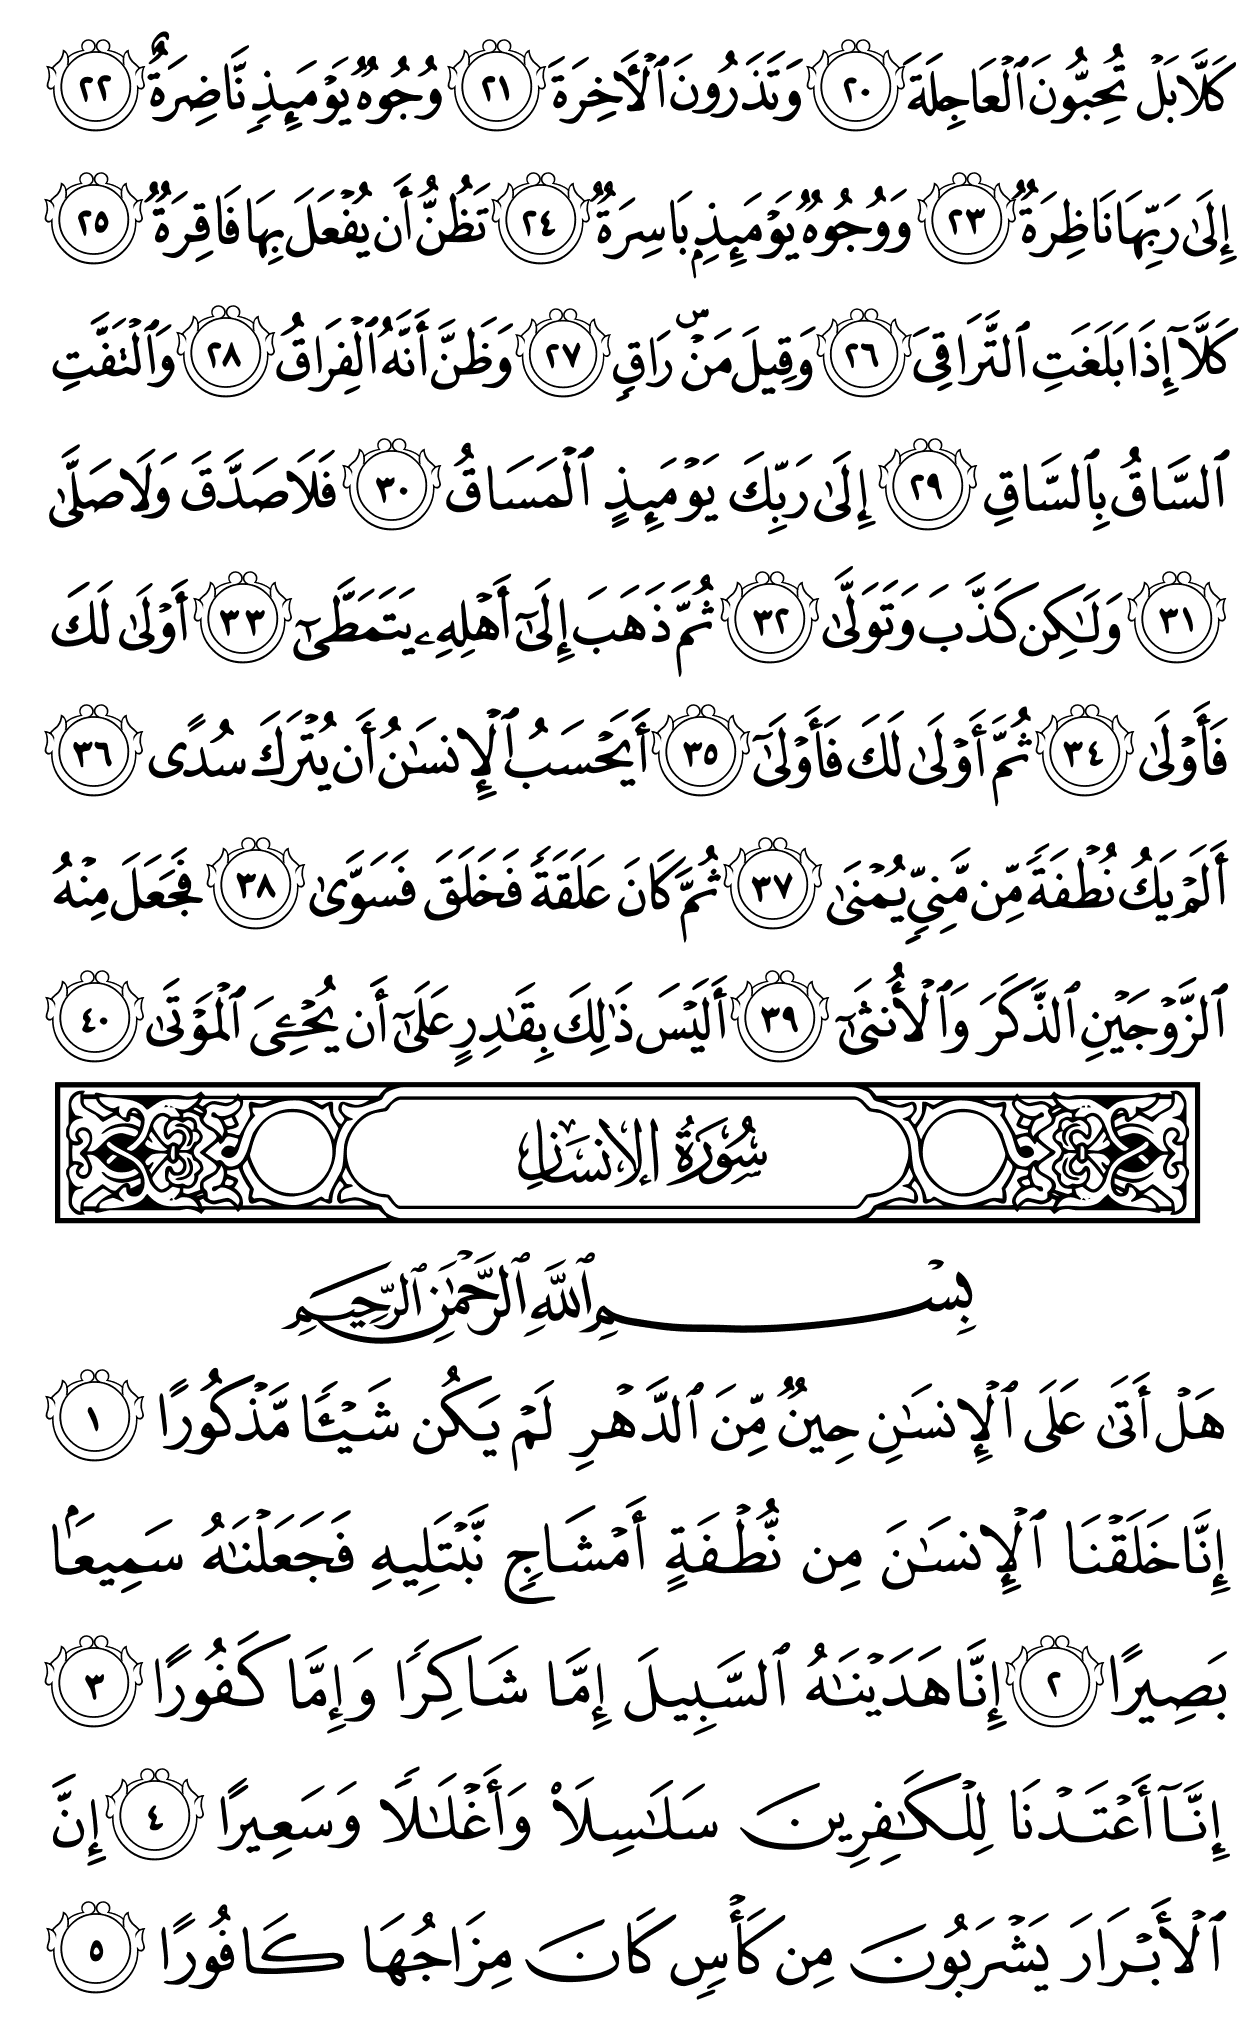 كَلَّا بَلۡ تُحِبُّونَ ٱلۡعَاجِلَةَ ٢٠ وَتَذَرُونَ ٱلۡأٓخِرَةَ ٢١ وُجُوهٞ يَوۡمَئِذٖ نَّاضِرَةٌ ٢٢
إِلَىٰ رَبِّهَا نَاظِرَةٞ ٢٣ وَوُجُوهٞ يَوۡمَئِذِۭ بَاسِرَةٞ ٢٤ تَظُنُّ أَن يُفۡعَلَ بِهَا فَاقِرَةٞ ٢٥
كَلَّآ إِذَا بَلَغَتِ ٱلتَّرَاقِيَ ٢٦ وَقِيلَ مَنۡۜ رَاقٖ ٢٧ وَظَنَّ أَنَّهُ ٱلۡفِرَاقُ ٢٨ وَٱلۡتَفَّتِ
ٱلسَّاقُ بِٱلسَّاقِ ٢٩ إِلَىٰ رَبِّكَ يَوۡمَئِذٍ ٱلۡمَسَاقُ ٣٠ فَلَا صَدَّقَ وَلَا صَلَّىٰ
٣١ وَلَٰكِن كَذَّبَ وَتَوَلَّىٰ ٣٢ ثُمَّ ذَهَبَ إِلَىٰٓ أَهۡلِهِۦ يَتَمَطَّىٰٓ ٣٣ أَوۡلَىٰ لَكَ
فَأَوۡلَىٰ ٣٤ ثُمَّ أَوۡلَىٰ لَكَ فَأَوۡلَىٰٓ ٣٥ أَيَحۡسَبُ ٱلۡإِنسَٰنُ أَن يُتۡرَكَ سُدًى ٣٦
أَلَمۡ يَكُ نُطۡفَةٗ مِّن مَّنِيّٖ يُمۡنَىٰ ٣٧ ثُمَّ كَانَ عَلَقَةٗ فَخَلَقَ فَسَوَّىٰ ٣٨ فَجَعَلَ مِنۡهُ
ٱلزَّوۡجَيۡنِ ٱلذَّكَرَ وَٱلۡأُنثَىٰٓ ٣٩ أَلَيۡسَ ذَٰلِكَ بِقَٰدِرٍ عَلَىٰٓ أَن يُحۡـِۧيَ ٱلۡمَوۡتَىٰ ٤٠
سُورَةُ الإِنسَانِ
بِسۡمِ ٱللَّهِ ٱلرَّحۡمَٰنِ ٱلرَّحِيمِ
هَلۡ أَتَىٰ عَلَى ٱلۡإِنسَٰنِ حِينٞ مِّنَ ٱلدَّهۡرِ لَمۡ يَكُن شَيۡـٔٗا مَّذۡكُورًا ١
إِنَّا خَلَقۡنَا ٱلۡإِنسَٰنَ مِن نُّطۡفَةٍ أَمۡشَاجٖ نَّبۡتَلِيهِ فَجَعَلۡنَٰهُ سَمِيعَۢا
بَصِيرًا ٢ إِنَّا هَدَيۡنَٰهُ ٱلسَّبِيلَ إِمَّا شَاكِرٗا وَإِمَّا كَفُورًا ٣
إِنَّآ أَعۡتَدۡنَا لِلۡكَٰفِرِينَ سَلَٰسِلَاْ وَأَغۡلَٰلٗا وَسَعِيرًا ٤ إِنَّ
ٱلۡأَبۡرَارَ يَشۡرَبُونَ مِن كَأۡسٖ كَانَ مِزَاجُهَا كَافُورًا ٥